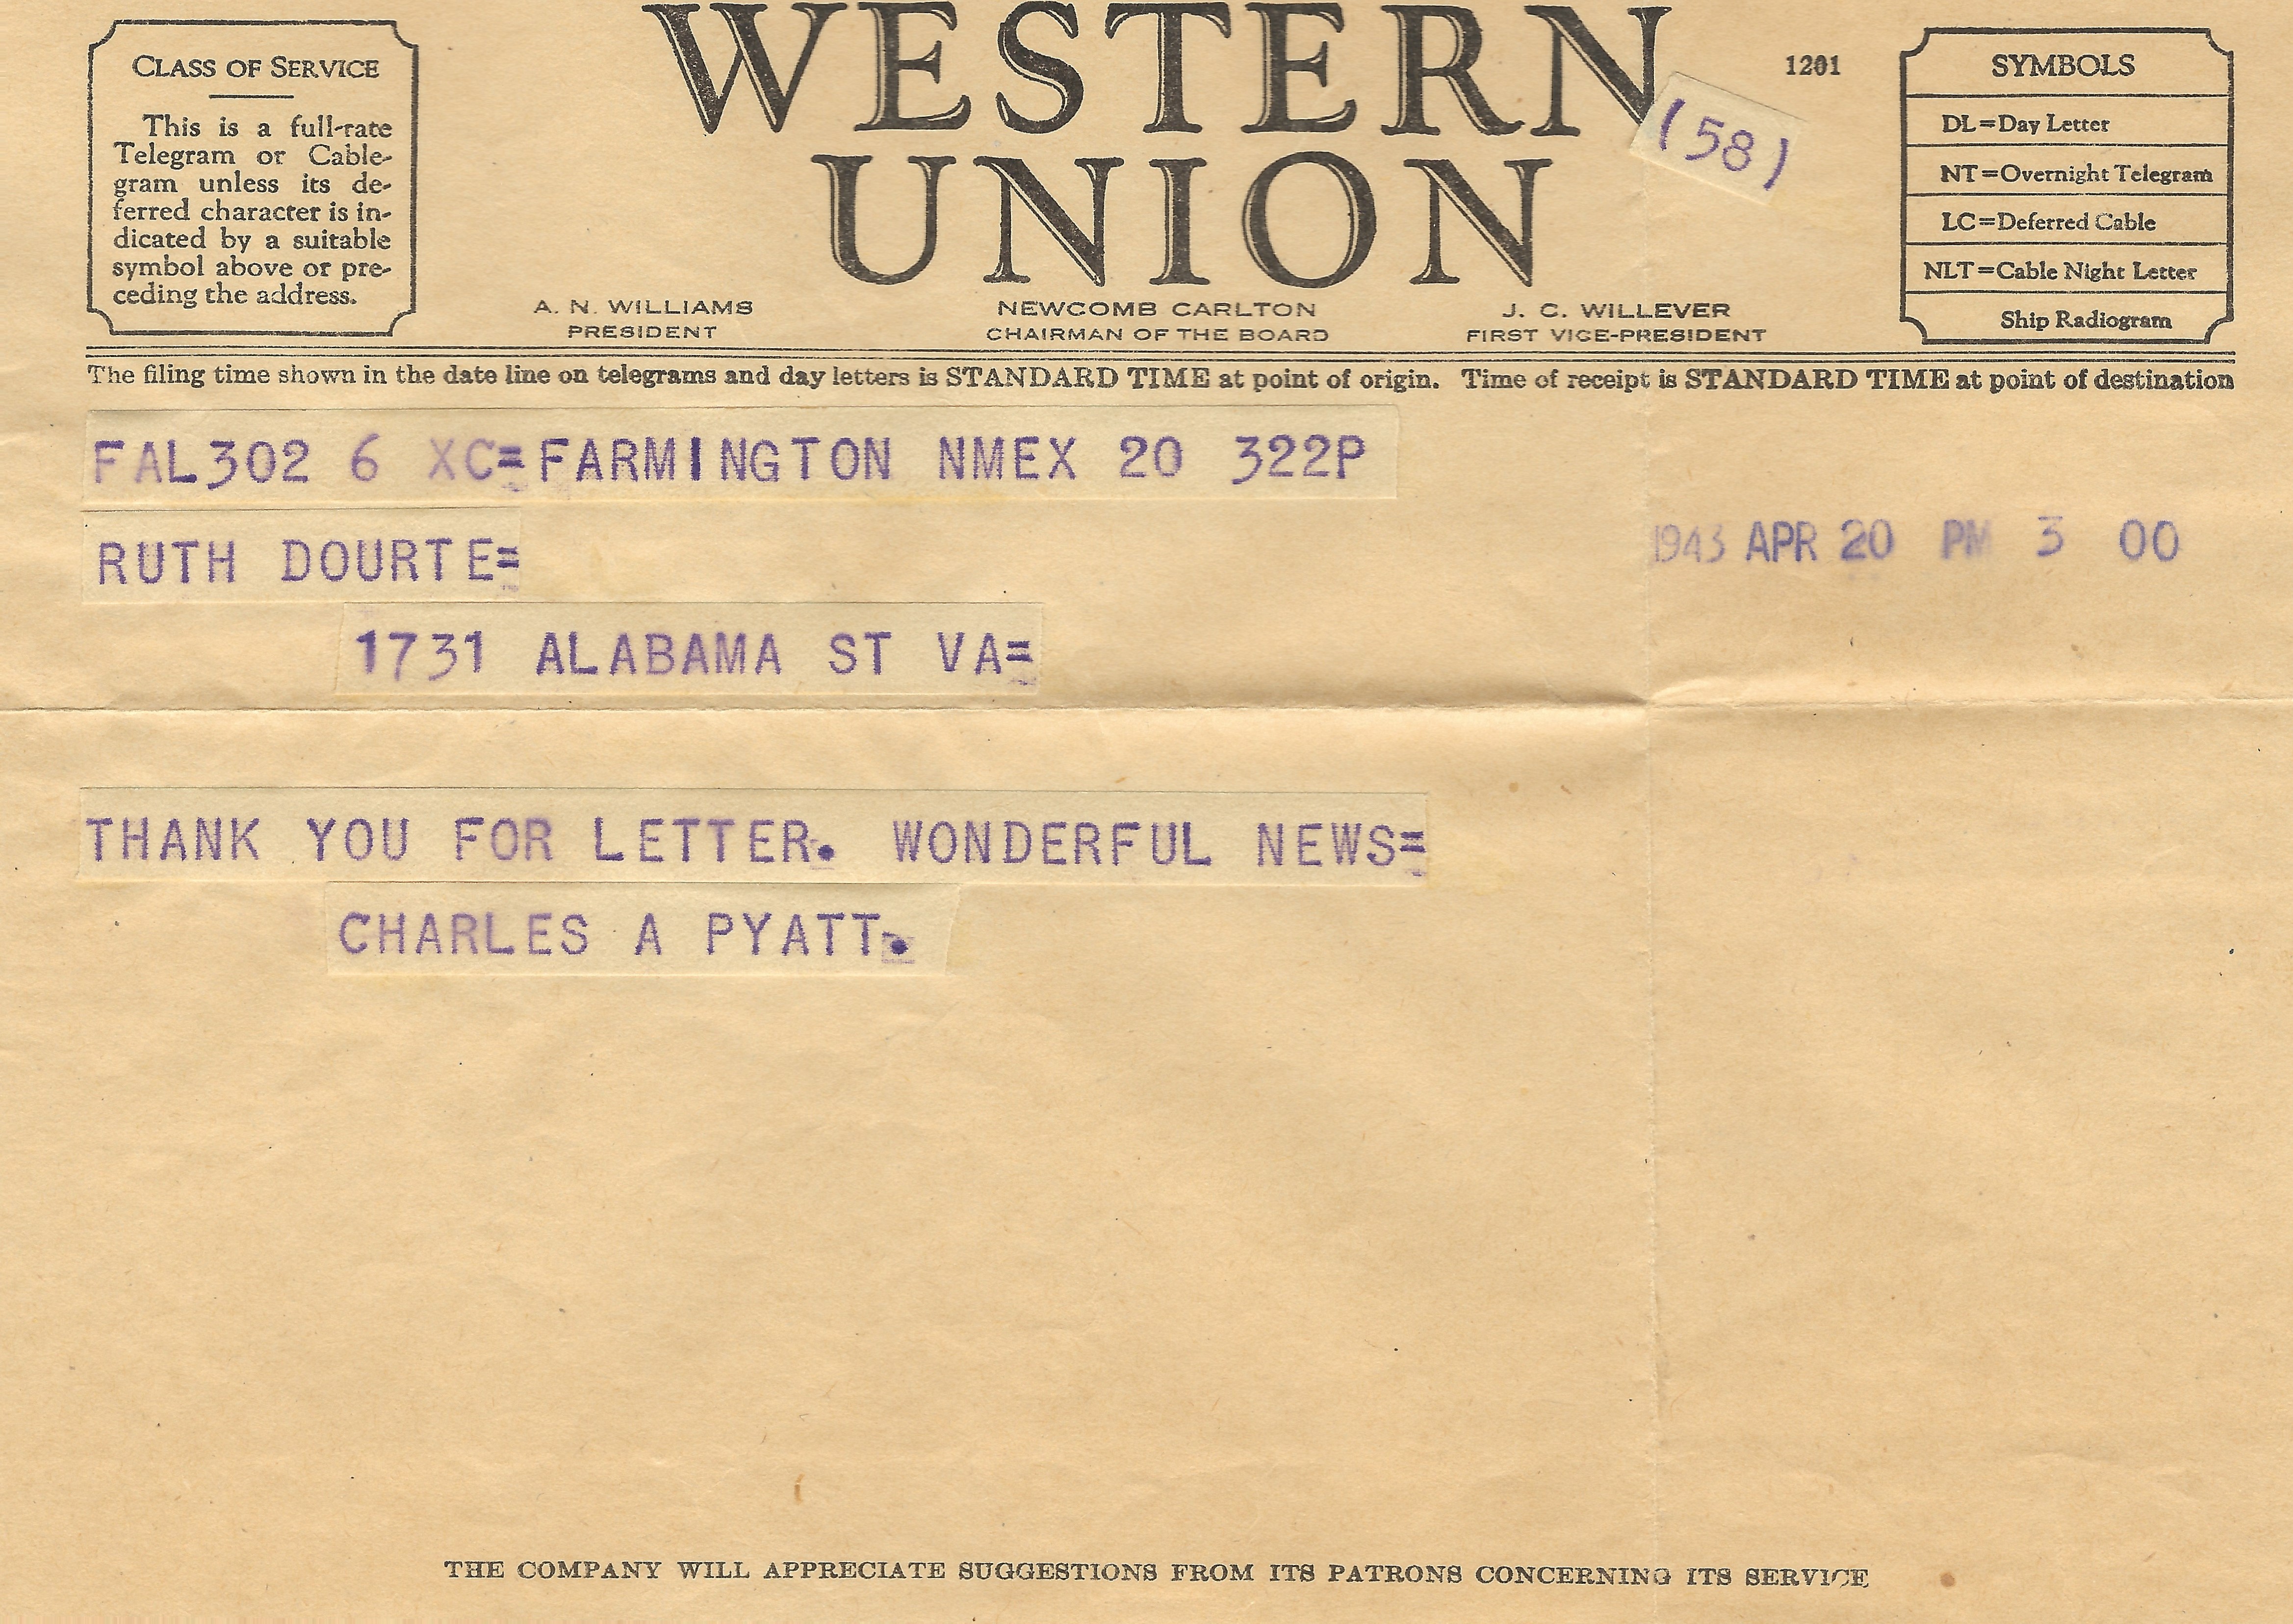 CLASS OF SERVICE
This is a full-rate
Telegram or Cable-
gram unless its de-
ferred character is in-
dicated by a suitable
symbol above or pre-
ceding the address.
WESTERN
UNION
1201
(58)
A. N. WILLIAMS
PRESIDENT
NEWCOMB CARLTON
CHAIRMAN OF THE BOARD
J. C. WILLEVER
FIRST VICE-PRESIDENT
SYMBOLS
DL=Day Letter
NT=Overnight Telegram
LC=Deferred Cable
NLT=Cable Night Letter
Ship Radiogram
The filing time shown in the date line on telegrams and day letters is STANDARD TIME at point of origin. Time of receipt is STANDARD TIME at point of destination
FAL302 6 XC=FARMINGTON NMEX 20 322P
RUTH DOURTE=
1943 APR 20 PM 3 00
1731 ALABAMA ST VA=
THANK YOU FOR LETTER. WONDERFUL NEWS=
CHARLES A PYATT.
THE COMPANY WILL APPRECIATE SUGGESTIONS FROM ITS PATRONS CONCERNING ITS SERVICE